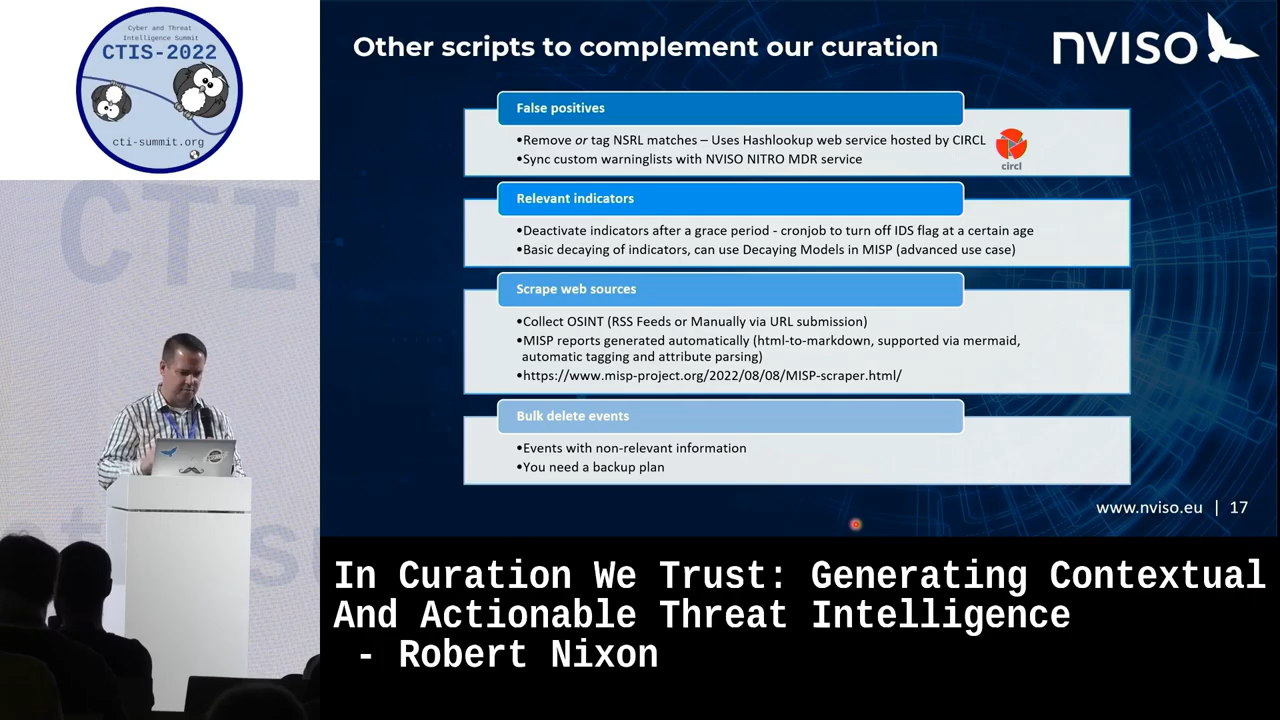 Cyber and Threat
Intelligence Summit
CTIS-2022
cti-summit.org
CTIS
Other scripts to complement our curation
nviso
False positives
•Remove or tag NSRL matches – Uses Hashlookup web service hosted by CIRCL
•Sync custom warninglists with NVISO NITRO MDR service
circl
Relevant indicators
•Deactivate indicators after a grace period - cronjob to turn off IDS flag at a certain age
•Basic decaying of indicators, can use Decaying Models in MISP (advanced use case)
Scrape web sources
•Collect OSINT (RSS Feeds or Manually via URL submission)
•MISP reports generated automatically (html-to-markdown, supported via mermaid,
automatic tagging and attribute parsing)
•https://www.misp-project.org/2022/08/08/MISP-scraper.html/
Bulk delete events
•Events with non-relevant information
•You need a backup plan
www.nviso.eu | 17
In Curation We Trust: Generating Contextual
And Actionable Threat Intelligence
- Robert Nixon